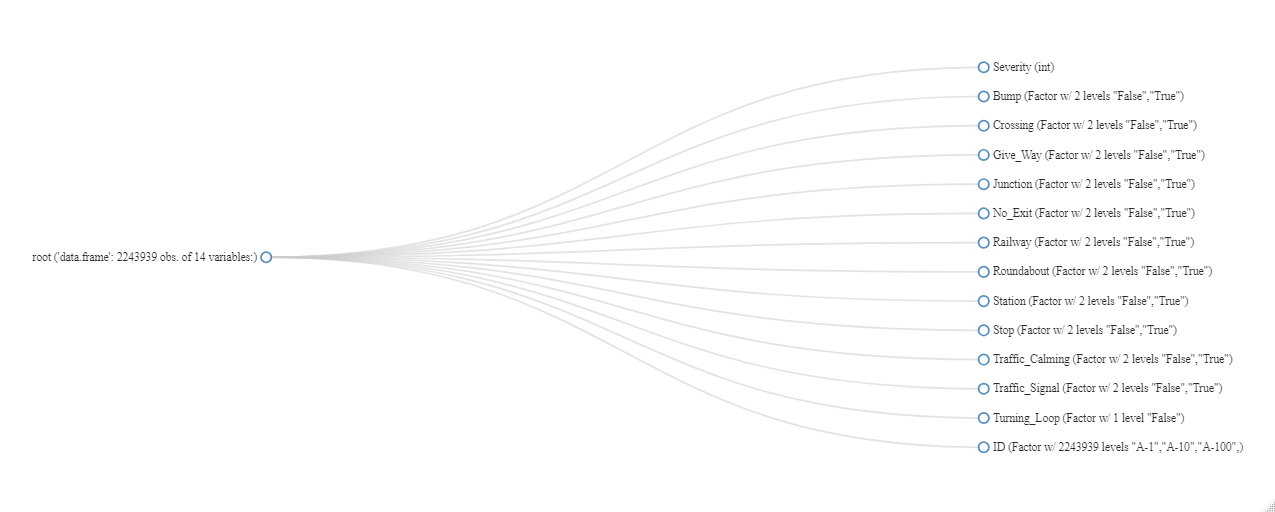 Severity (int)
Bump (Factor w/ 2 levels "False","True")
Crossing (Factor w/ 2 levels "False","True")
Give_Way (Factor w/ 2 levels "False","True")
Junction (Factor w/ 2 levels "False","True")
No_Exit (Factor w/ 2 levels "False","True")
Railway (Factor w/ 2 levels "False","True")
root ('data.frame': 2243939 obs. of 14 variables:)
Roundabout (Factor w/ 2 levels "False","True")
Station (Factor w/ 2 levels "False","True")
Stop (Factor w/ 2 levels "False","True")
Traffic_Calming (Factor w/ 2 levels "False","True")
Traffic_Signal (Factor w/ 2 levels "False","True")
Turning_Loop (Factor w/ 1 level "False")
ID (Factor w/ 2243939 levels "A-1","A-10","A-100",)